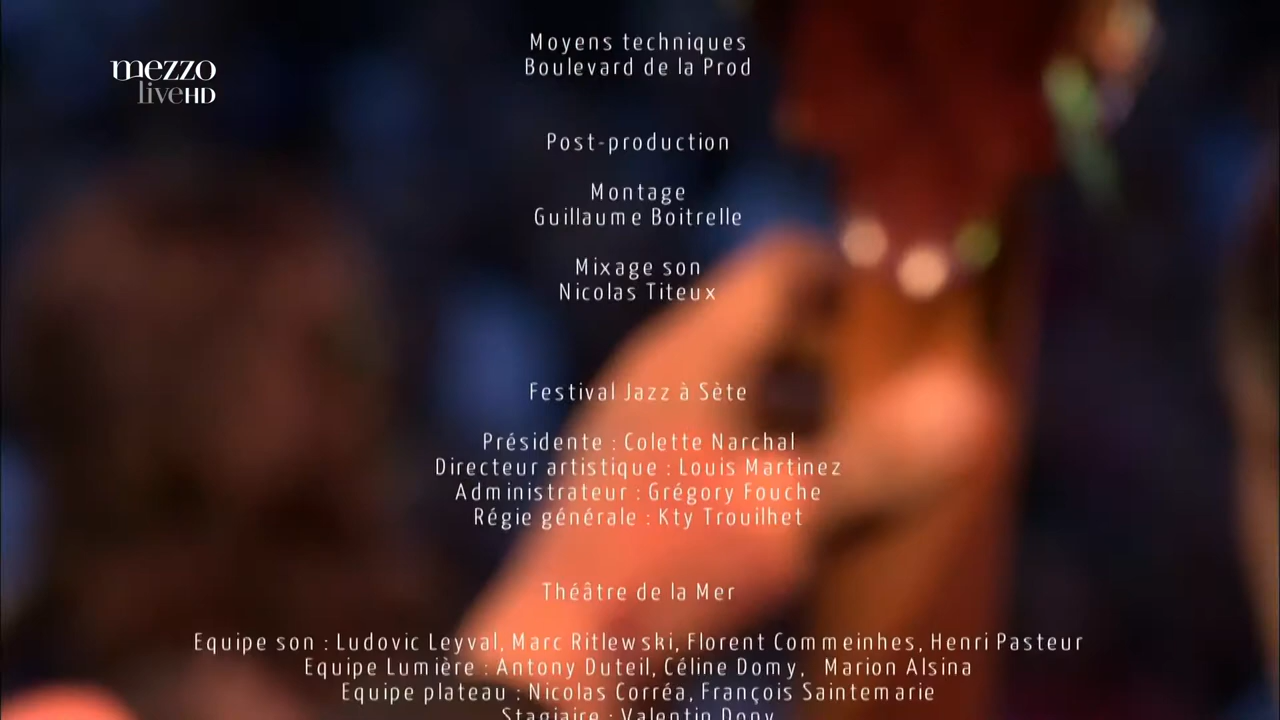 mezzo
liveHD
Moyens techniques
Boulevard de la Prod
Post-production
Montage
Guillaume Boitrelle
Mixage son
Nicolas Titeux
Festival Jazz à Sète
Présidente : Colette Narchal
Directeur artistique : Louis Martinez
Administrateur : Grégory Fouche
Régie générale : Kty Trouilhet
Théâtre de la Mer
Equipe son : Ludovic Leyval, Marc Ritlewski, Florent Commeinhes, Henri Pasteur
Equipe Lumière : Antony Duteil, Céline Domy, Marion Alsina
Equipe plateau : Nicolas Corréa, François Saintemarie
Stagiaire : Valentin